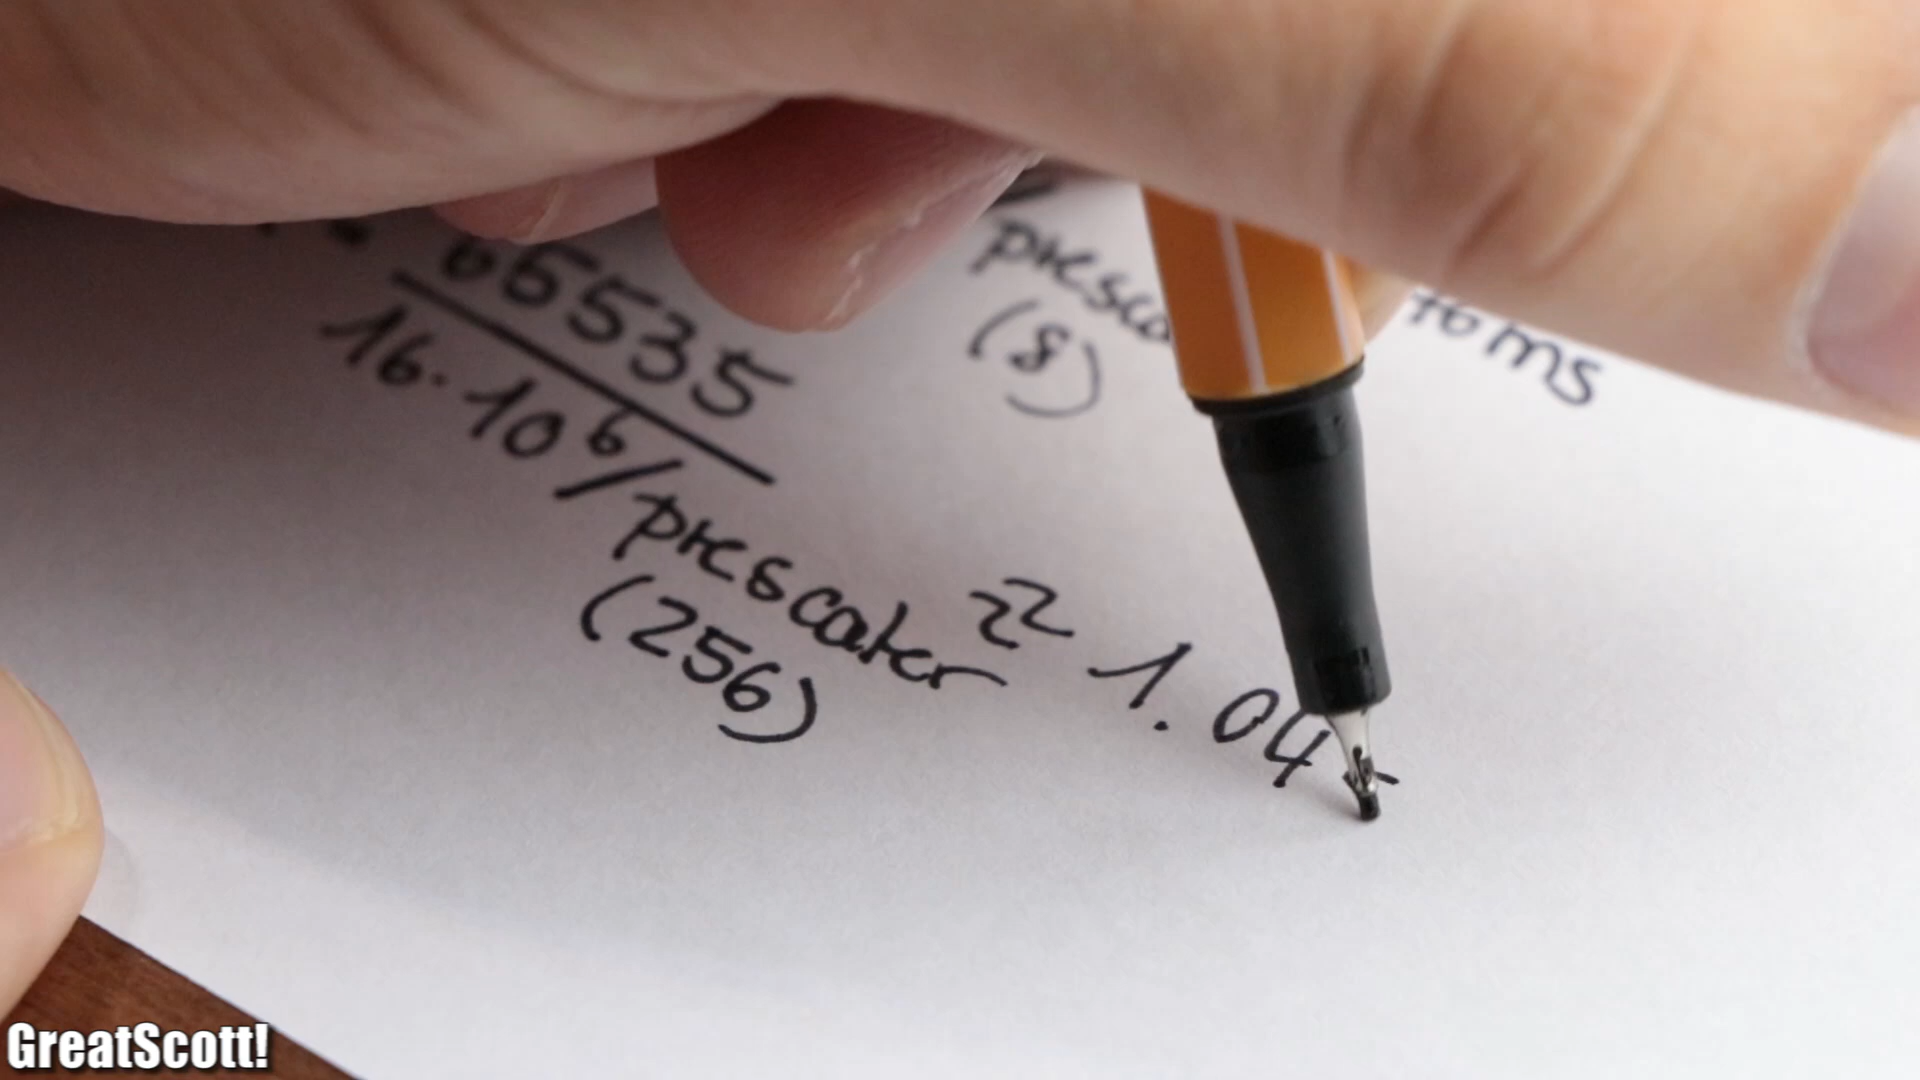 65535
16·10⁶/prescaler
(256)
≈ 1.04
(8)
ms
GreatScott!